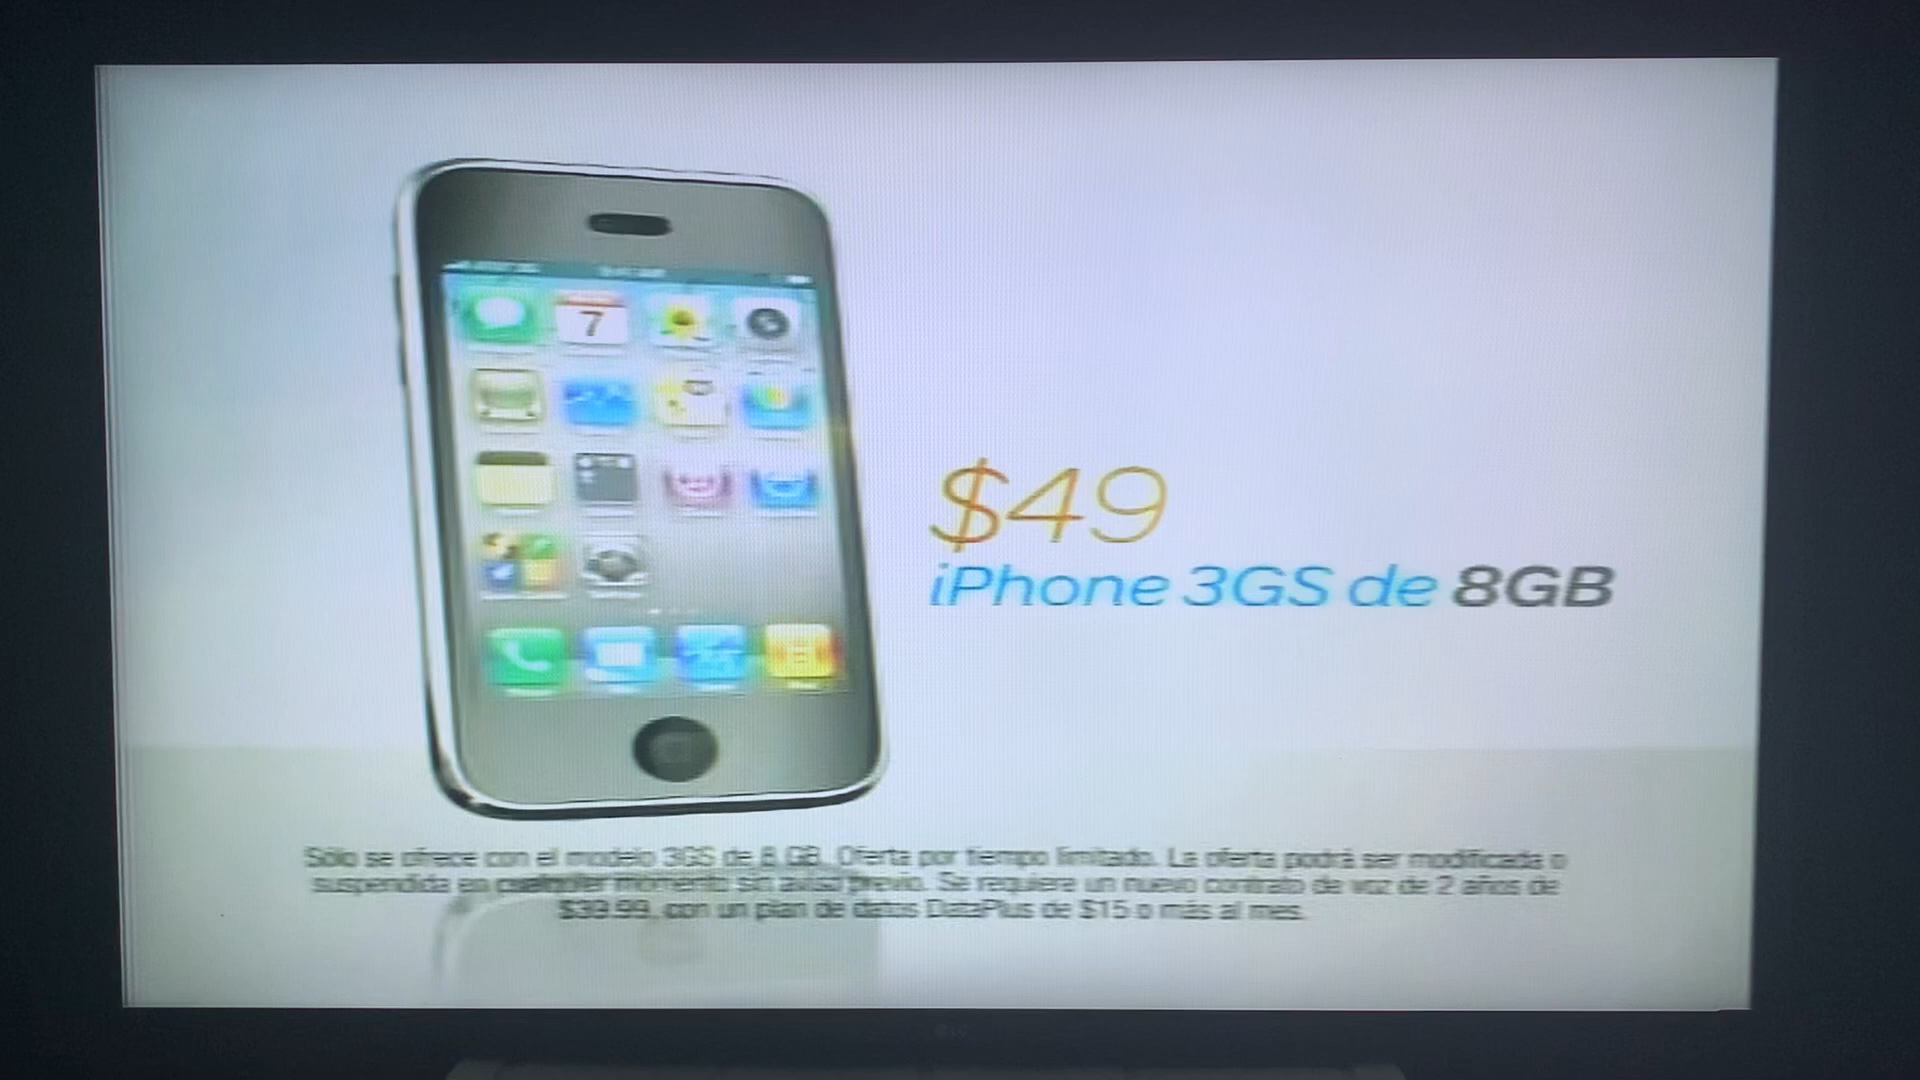 7
$49
iPhone 3GS de 8GB
Sólo se ofrece con el modelo 3GS de 8 GB. Oferta por tiempo limitado. La oferta podrá ser modificada o
suspendida en cualquier momento sin aviso previo. Se requiere un nuevo contrato de voz de 2 años de
$39.99, con un plan de datos DataPlus de $15 o más al mes.